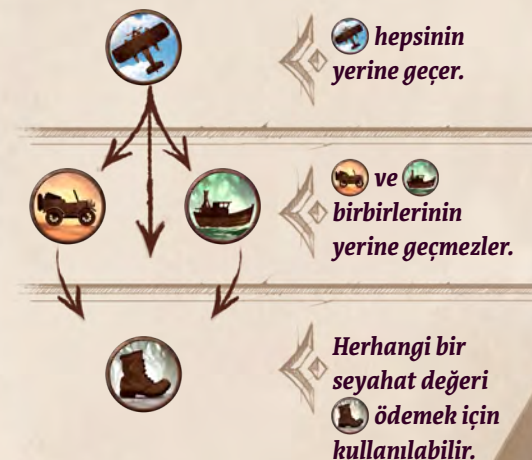 hepsinin
yerine geçer.
ve
birbirlerinin
yerine geçmezler.
Herhangi bir
seyahat değeri
ödemek için
kullanılabilir.